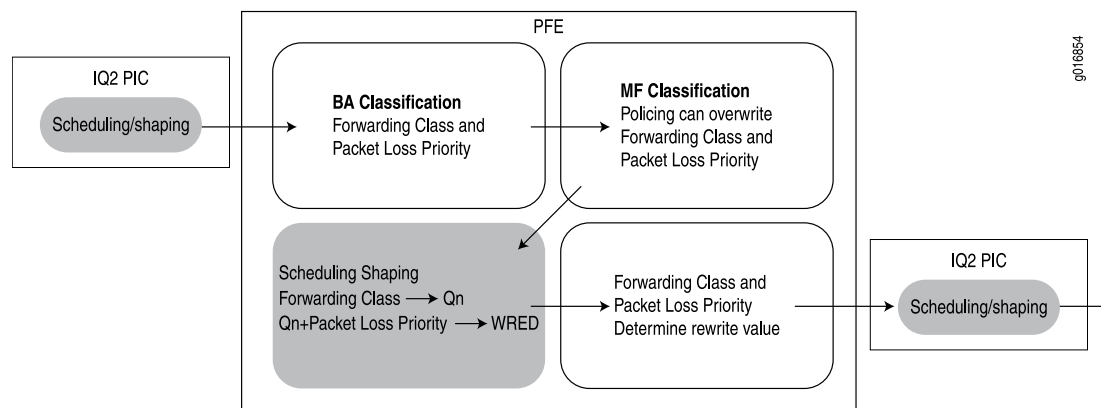 PFE
g016854
IQ2 PIC
Scheduling/shaping
BA Classification
Forwarding Class and
Packet Loss Priority
MF Classification
Policing can overwrite
Forwarding Class and
Packet Loss Priority
Scheduling Shaping
Forwarding Class → Qn
Qn+Packet Loss Priority → WRED
Forwarding Class and
Packet Loss Priority
Determine rewrite value
IQ2 PIC
Scheduling/shaping